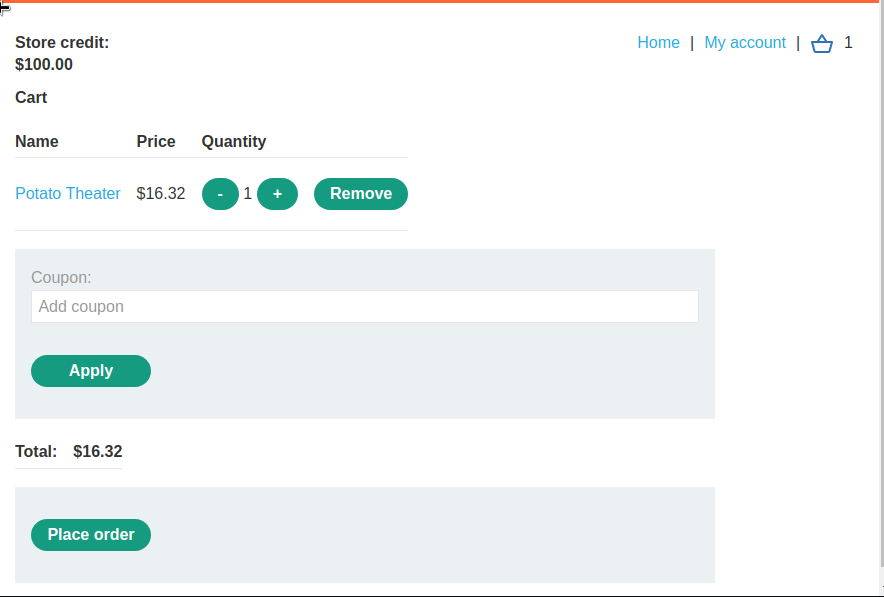 Store credit:
$100.00
Home | My account | 1
Cart
Name Price Quantity
Potato Theater $16.32 - 1 + Remove
Coupon:
Add coupon
Apply
Total: $16.32
Place order